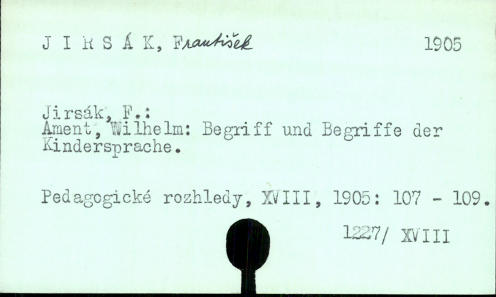 J I R S Á K, František 1905
Jirsák, F.:
Ament, Wilhelm: Begriff und Begriffe der
Kindersprache.
Pedagogické rozhledy, XVIII, 1905: 107 - 109.
1227/ XVIII